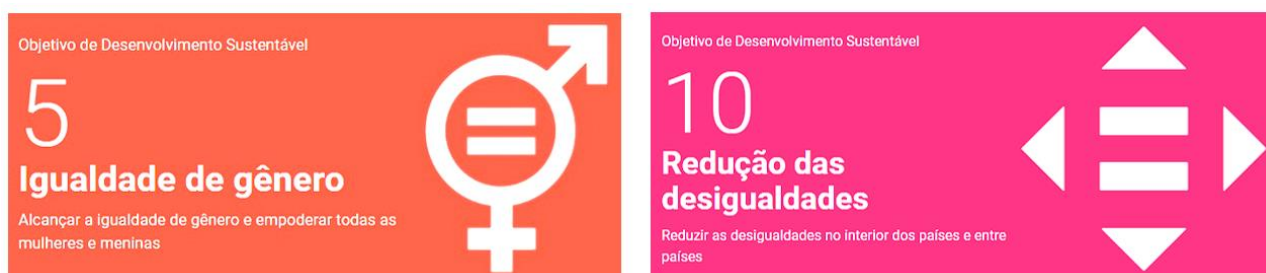 Objetivo de Desenvolvimento Sustentável
5
Igualdade de gênero
Alcançar a igualdade de gênero e empoderar todas as
mulheres e meninas
Objetivo de Desenvolvimento Sustentável
10
Redução das
desigualdades
Reduzir as desigualdades no interior dos países e entre
países